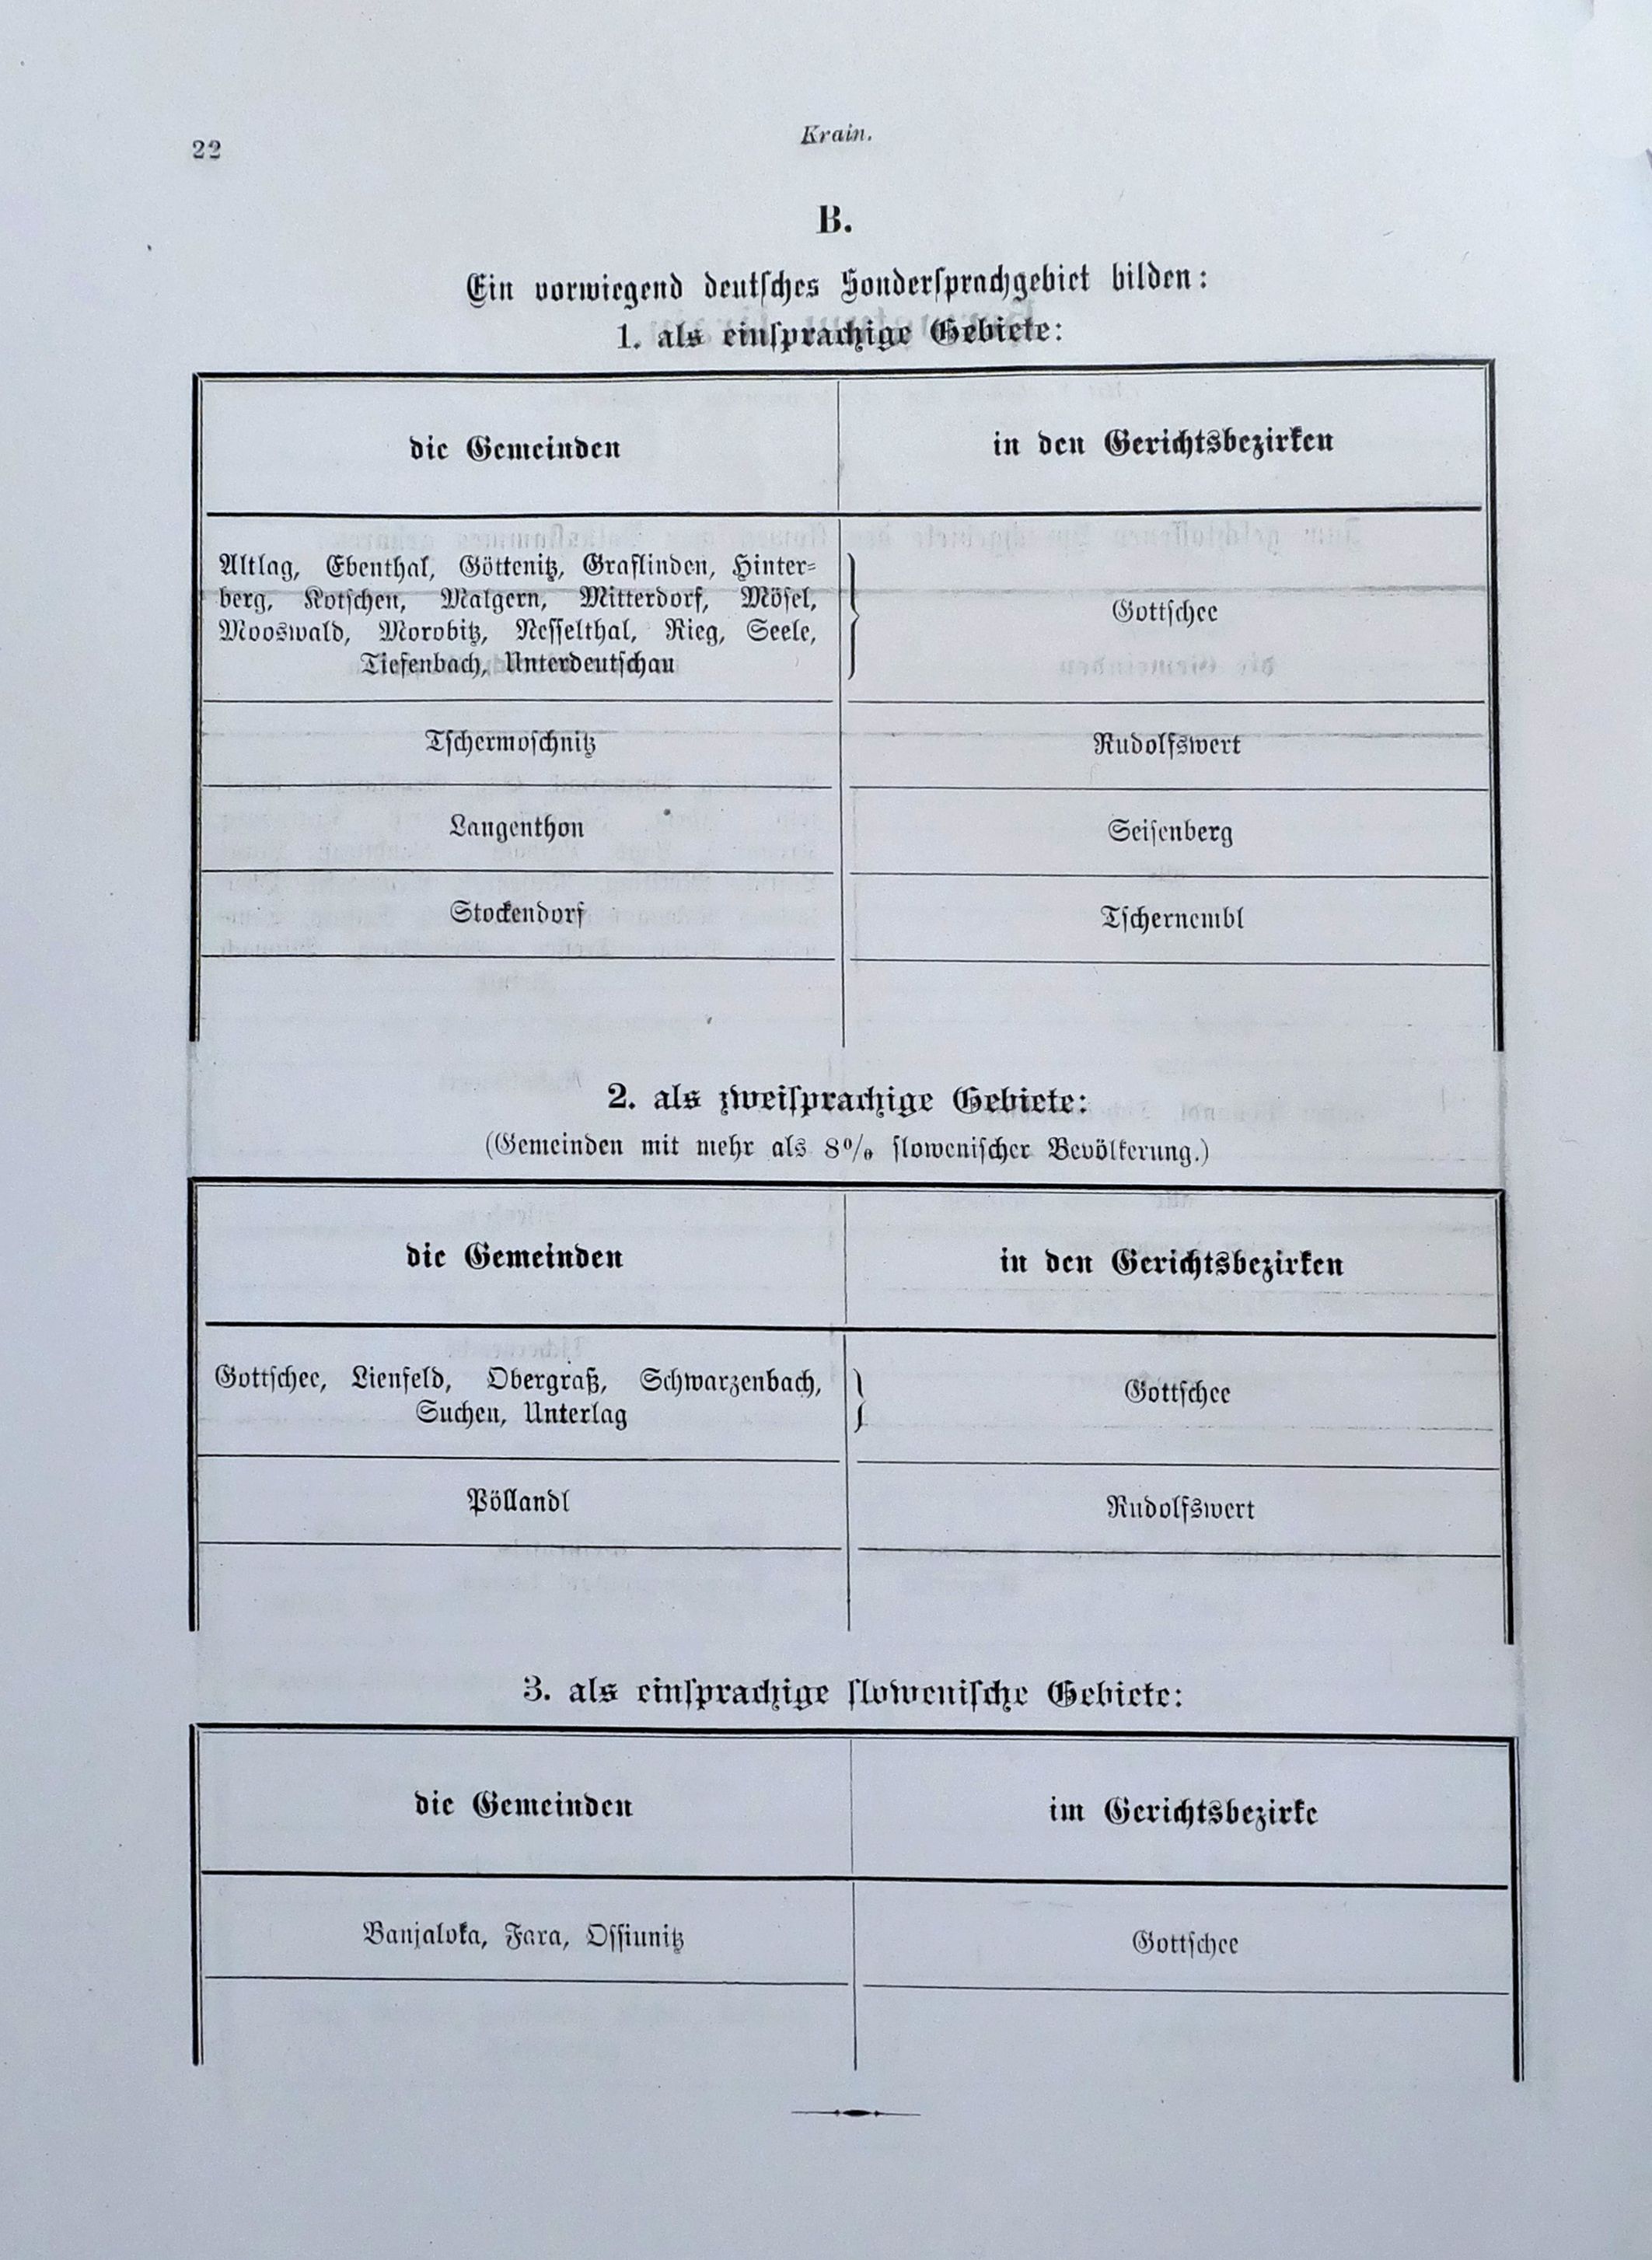 22
Krain.
B.
Ein vorwiegend deutsches Sondersprachgebiet bilden:
1. als einsprachige Gebiete:
die Gemeinden
in den Gerichtsbezirken
Altlag, Ebenthal, Göttenitz, Graflinden, Hinter-
berg, Kotschen, Malgern, Mitterdorf, Mösel,
Mooswald, Morobitz, Nesselthal, Rieg, Seele,
Tiefenbach, Unterdeutschau
Gottschee
Tschermoschnitz
Rudolfswert
Langenthon
Seisenberg
Stockendorf
Tschernembl
2. als zweisprachige Gebiete:
(Gemeinden mit mehr als 8% slowenischer Bevölkerung.)
die Gemeinden
in den Gerichtsbezirken
Gottschee, Lienfeld, Obergraß, Schwarzenbach,
Suchen, Unterlag
Gottschee
Pöllandl
Rudolfswert
3. als einsprachige slowenische Gebiete:
die Gemeinden
im Gerichtsbezirke
Banjaloka, Fara, Ossiunitz
Gottschee